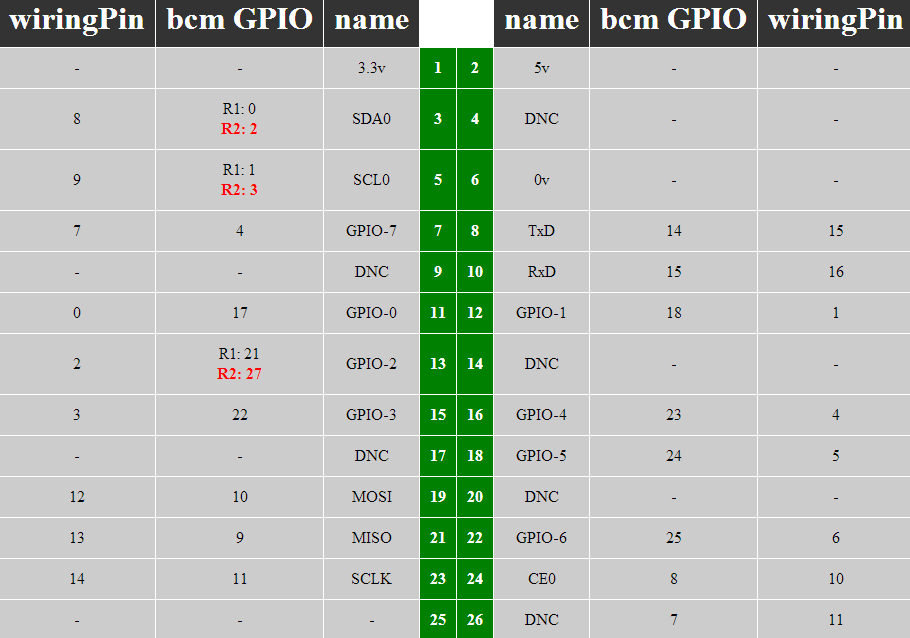 wiringPin bcm GPIO name name bcm GPIO wiringPin
- - 3.3v 1 2 5v - -
8 R1: 0 SDA0 3 4 DNC - -
R2: 2
9 R1: 1 SCL0 5 6 0v - -
R2: 3
7 4 GPIO-7 7 8 TxD 14 15
- - DNC 9 10 RxD 15 16
0 17 GPIO-0 11 12 GPIO-1 18 1
2 R1: 21 GPIO-2 13 14 DNC - -
R2: 27
3 22 GPIO-3 15 16 GPIO-4 23 4
- - DNC 17 18 GPIO-5 24 5
12 10 MOSI 19 20 DNC - -
13 9 MISO 21 22 GPIO-6 25 6
14 11 SCLK 23 24 CE0 8 10
- - - 25 26 DNC 7 11